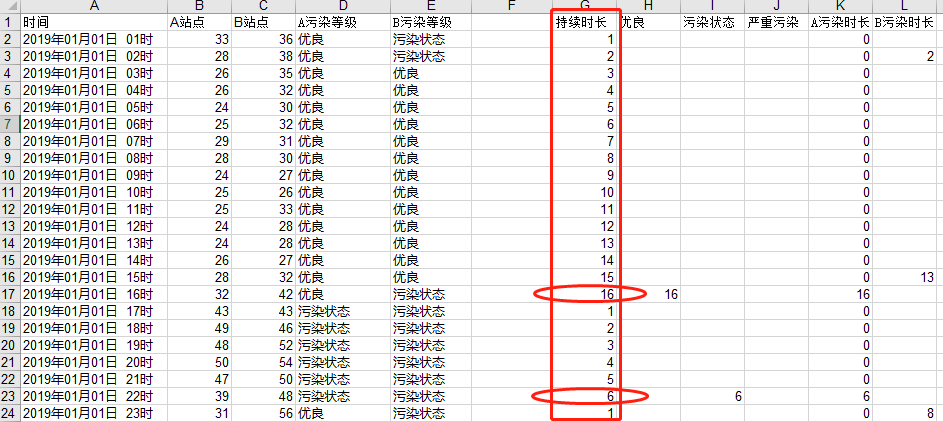 A B C D E F G H I J K L
1 时间 A站点 B站点 A污染等级 B污染等级 持续时长 优良 污染状态 严重污染 A污染时长 B污染时长
2 2019年01月01日 01时 33 36 优良 污染状态 1 0
3 2019年01月01日 02时 28 38 优良 污染状态 2 0 2
4 2019年01月01日 03时 26 35 优良 优良 3 0
5 2019年01月01日 04时 26 32 优良 优良 4 0
6 2019年01月01日 05时 24 30 优良 优良 5 0
7 2019年01月01日 06时 25 32 优良 优良 6 0
8 2019年01月01日 07时 29 31 优良 优良 7 0
9 2019年01月01日 08时 28 30 优良 优良 8 0
10 2019年01月01日 09时 24 27 优良 优良 9 0
11 2019年01月01日 10时 25 26 优良 优良 10 0
12 2019年01月01日 11时 25 33 优良 优良 11 0
13 2019年01月01日 12时 24 28 优良 优良 12 0
14 2019年01月01日 13时 24 28 优良 优良 13 0
15 2019年01月01日 14时 26 27 优良 优良 14 0
16 2019年01月01日 15时 28 32 优良 优良 15 0 13
17 2019年01月01日 16时 32 42 优良 污染状态 16 16 16
18 2019年01月01日 17时 43 43 污染状态 污染状态 1 0
19 2019年01月01日 18时 49 46 污染状态 污染状态 2 0
20 2019年01月01日 19时 48 52 污染状态 污染状态 3 0
21 2019年01月01日 20时 50 54 污染状态 污染状态 4 0
22 2019年01月01日 21时 47 50 污染状态 污染状态 5 0
23 2019年01月01日 22时 39 48 污染状态 污染状态 6 6 6
24 2019年01月01日 23时 31 56 优良 污染状态 1 0 8